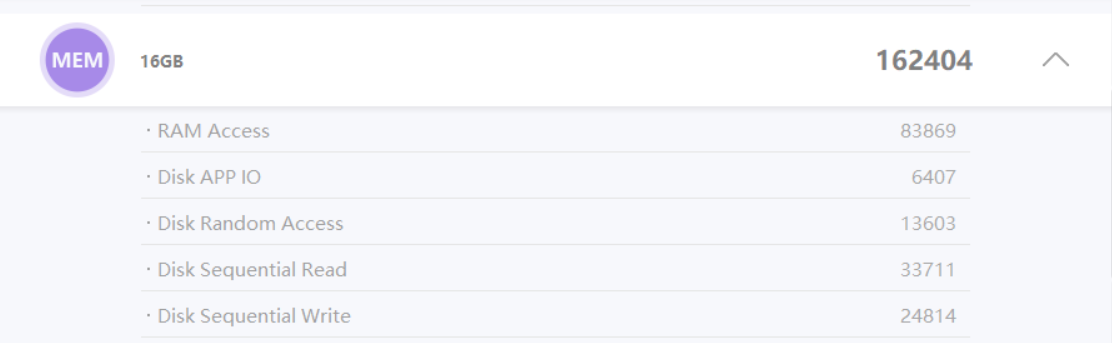 MEM 16GB 162404
· RAM Access 83869
· Disk APP IO 6407
· Disk Random Access 13603
· Disk Sequential Read 33711
· Disk Sequential Write 24814